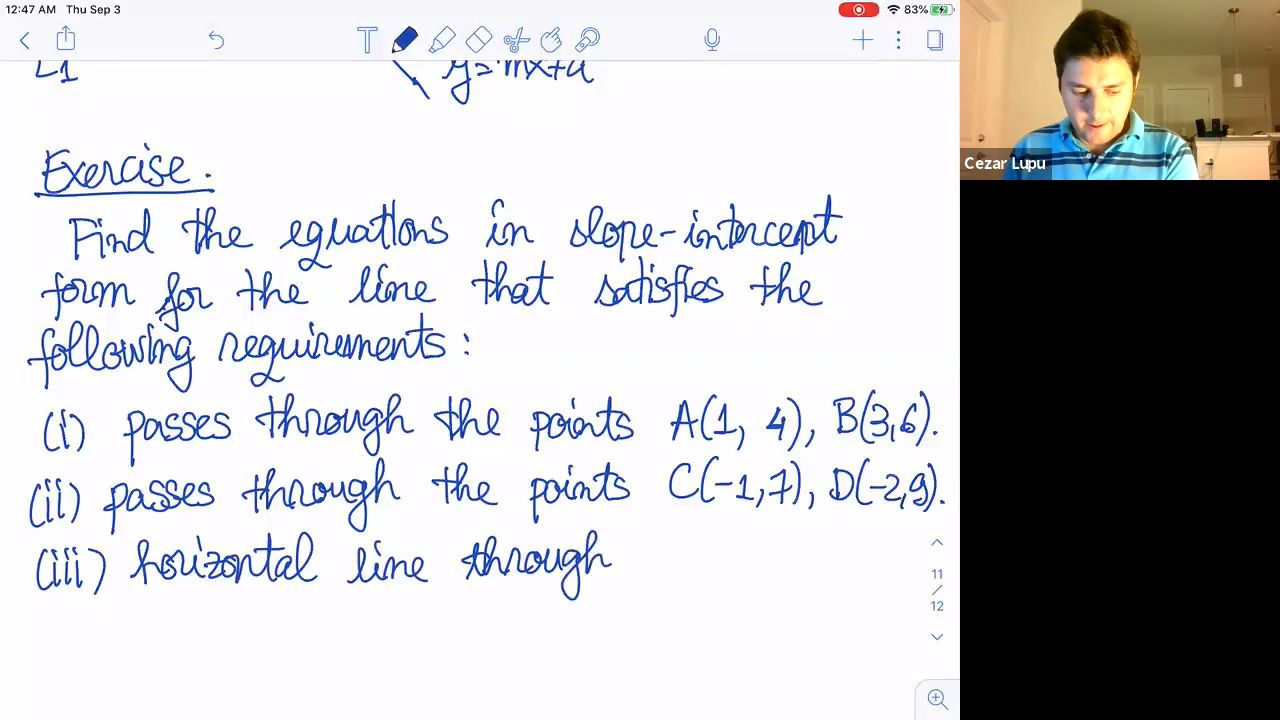 12:47 AM Thu Sep 3
83%
T
y=mx+
Exercise.
Find the equations in slope-intercept
form for the line that satisfies the
following requirements:
(i) passes through the points A(1, 4), B(3,6).
(ii) passes through the points C(-1,7), D(-2,9).
(iii) horizontal line through
Cezar Lupu
11
/
12